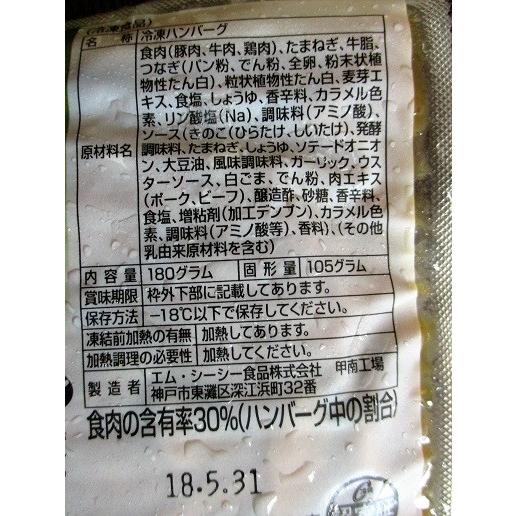 (冷凍食品)
名称 冷凍ハンバーグ
原材料名 食肉(豚肉、牛肉、鶏肉)、たまねぎ、牛脂、
つなぎ(パン粉、でん粉、全卵、粉末状植
物性たん白)、粒状植物性たん白、麦芽エ
キス、食塩、しょうゆ、香辛料、カラメル色
素、リン酸塩(Na)、調味料(アミノ酸)、
ソース(きのこ(ひらたけ、しいたけ)、発酵
調味料、たまねぎ、しょうゆ、ソテードオニオ
ン、大豆油、風味調味料、ガーリック、ウス
ターソース、白ごま、でん粉、肉エキス
(ポーク、ビーフ)、醸造酢、砂糖、香辛料、
食塩、増粘剤(加工デンプン)、カラメル色
素、調味料(アミノ酸等)、香料)、(その他
乳由来原材料を含む)
内容量 180グラム 固形量 105グラム
賞味期限 枠外下部に記載してあります。
保存方法 −18℃以下で保存してください。
凍結前加熱の有無 加熱してあります。
加熱調理の必要性 加熱してください。
製造者 エム・シーシー食品株式会社 甲南工場
神戸市東灘区深江浜町32番
食肉の含有率30%(ハンバーグ中の割合)
18.5.31